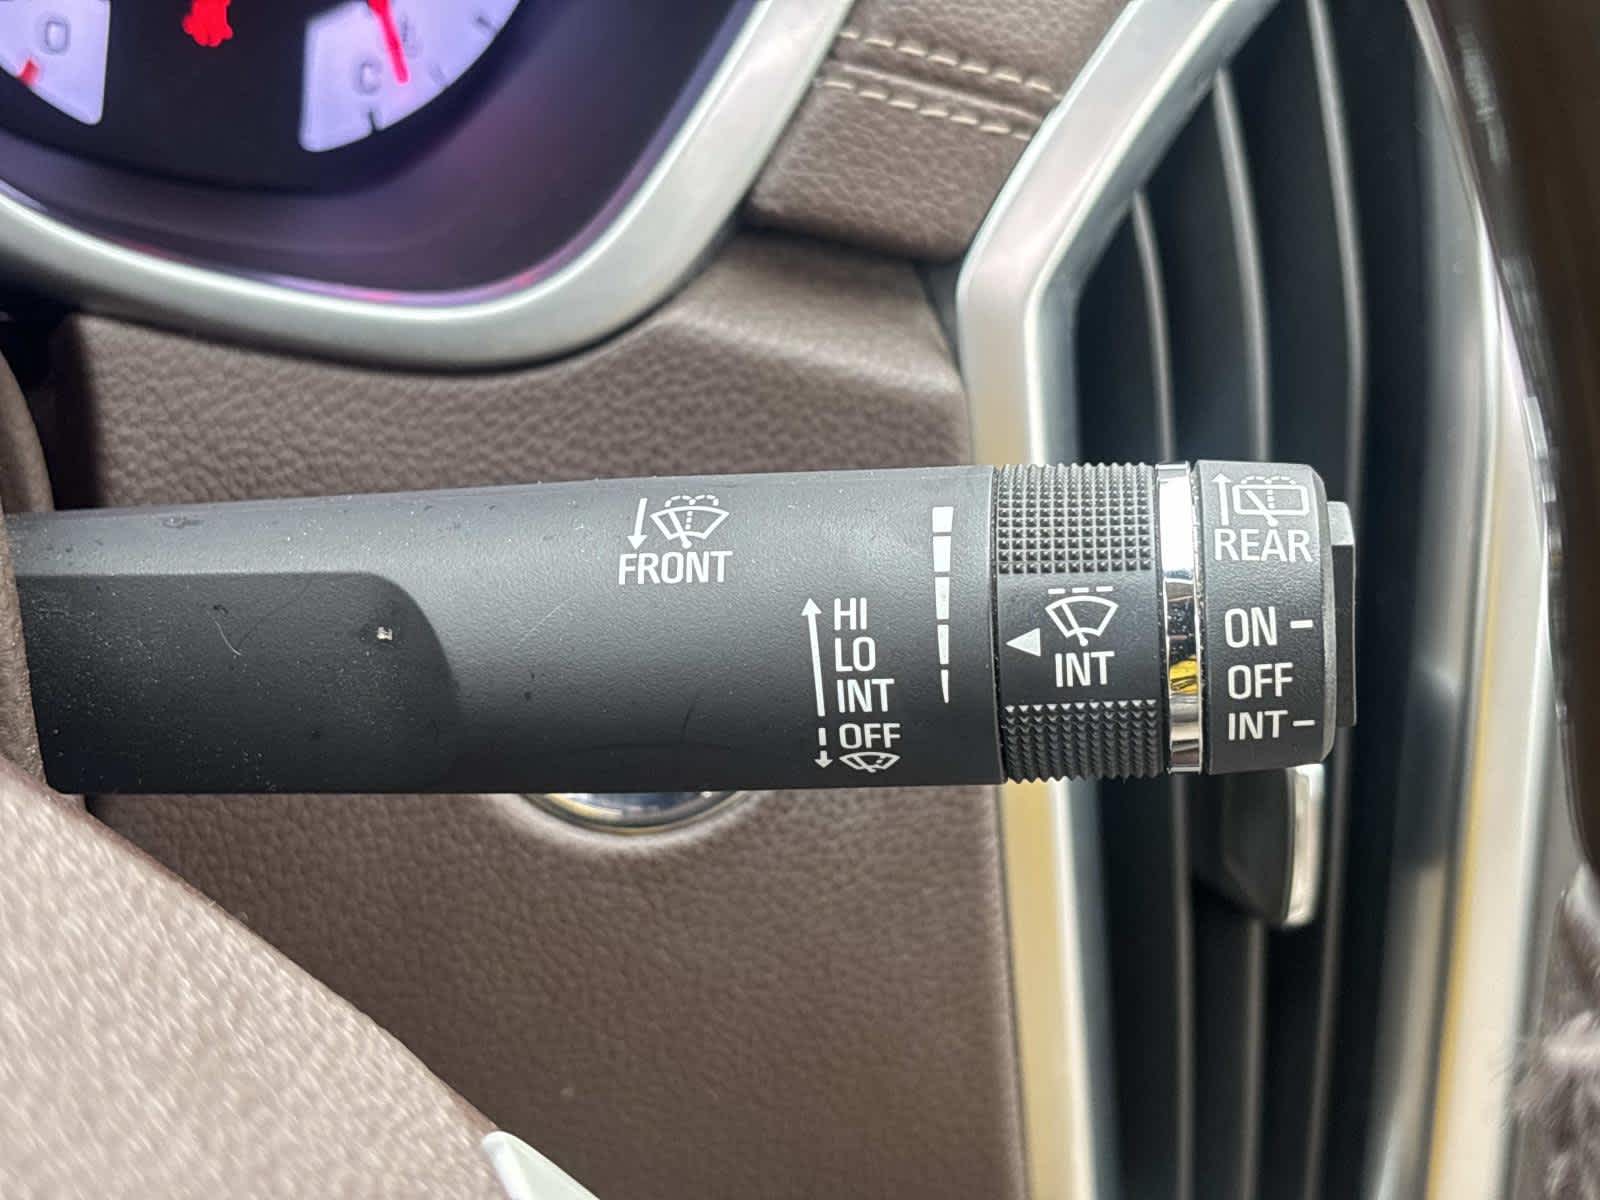 C
FRONT
HI
LO
INT
OFF
INT
REAR
ON
OFF
INT